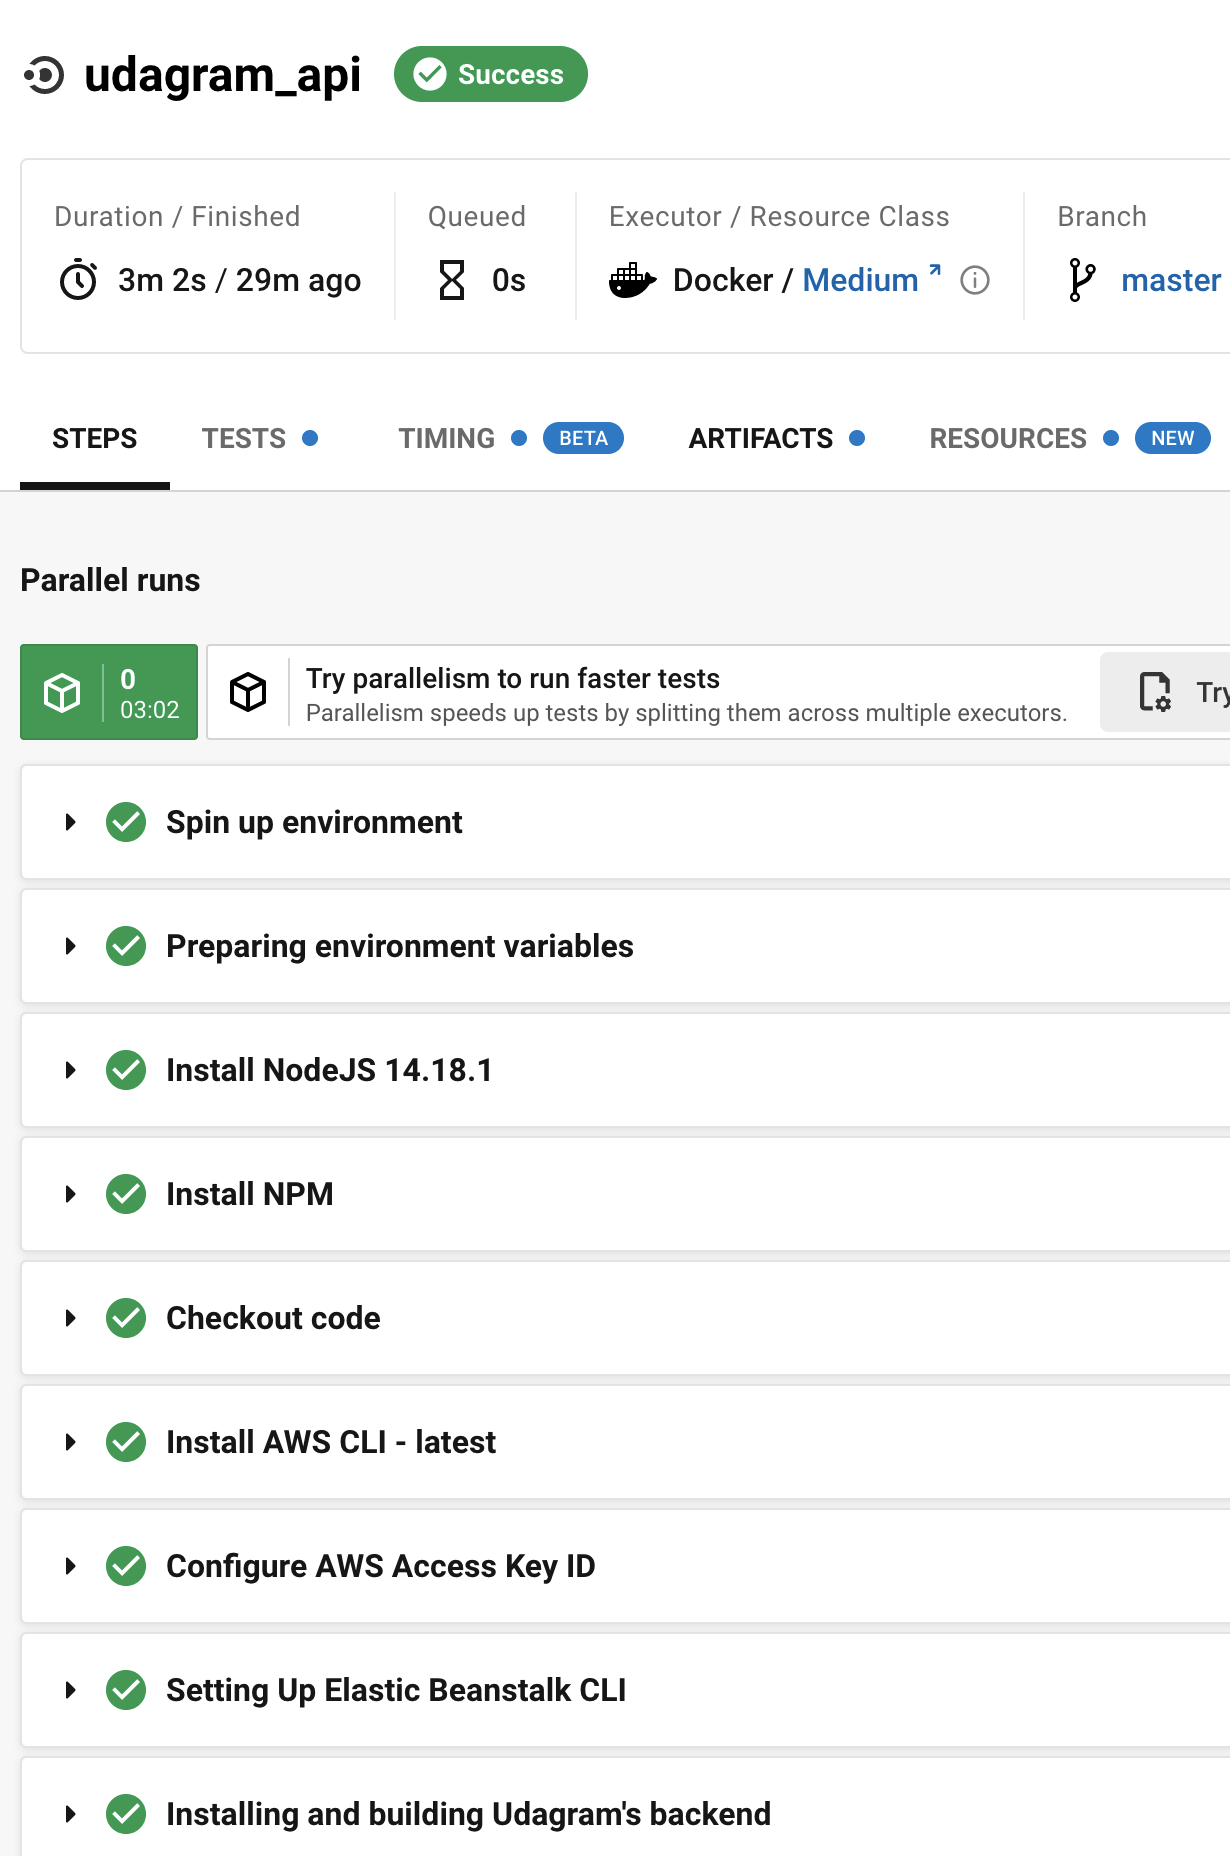 udagram_api Success
Duration / Finished Queued Executor / Resource Class Branch
3m 2s / 29m ago 0s Docker / Medium master
STEPS TESTS TIMING BETA ARTIFACTS RESOURCES NEW
Parallel runs
0
03:02
Try parallelism to run faster tests
Parallelism speeds up tests by splitting them across multiple executors.
Try
Spin up environment
Preparing environment variables
Install NodeJS 14.18.1
Install NPM
Checkout code
Install AWS CLI - latest
Configure AWS Access Key ID
Setting Up Elastic Beanstalk CLI
Installing and building Udagram's backend